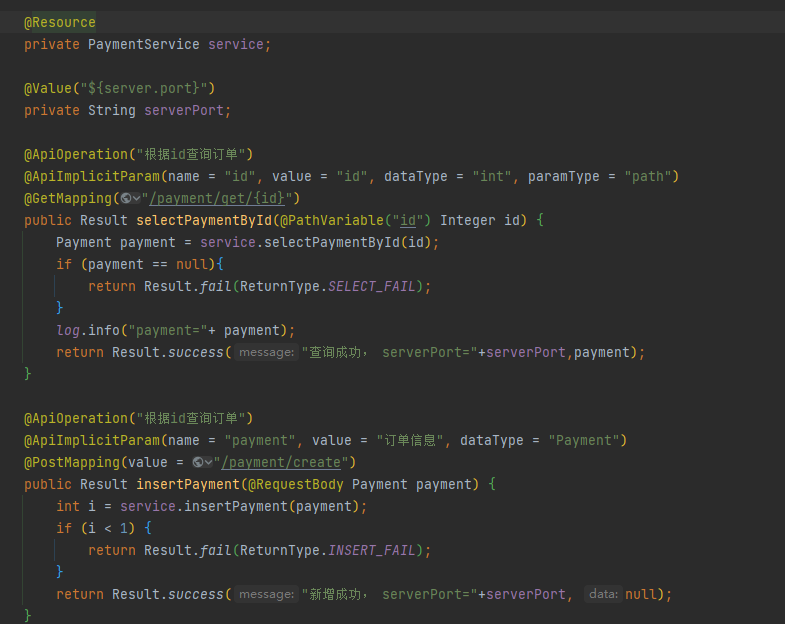 @Resource
private PaymentService service;
@Value("${server.port}")
private String serverPort;
@ApiOperation("根据id查询订单")
@ApiImplicitParam(name = "id", value = "id", dataType = "int", paramType = "path")
@GetMapping("/payment/get/{id}")
public Result selectPaymentById(@PathVariable("id") Integer id) {
Payment payment = service.selectPaymentById(id);
if (payment == null){
return Result.fail(ReturnType.SELECT_FAIL);
}
log.info("payment="+ payment);
return Result.success( message: "查询成功, serverPort="+serverPort,payment);
}
@ApiOperation("根据id查询订单")
@ApiImplicitParam(name = "payment", value = "订单信息", dataType = "Payment")
@PostMapping(value = "/payment/create")
public Result insertPayment(@RequestBody Payment payment) {
int i = service.insertPayment(payment);
if (i < 1) {
return Result.fail(ReturnType.INSERT_FAIL);
}
return Result.success( message: "新增成功, serverPort="+serverPort, data: null);
}